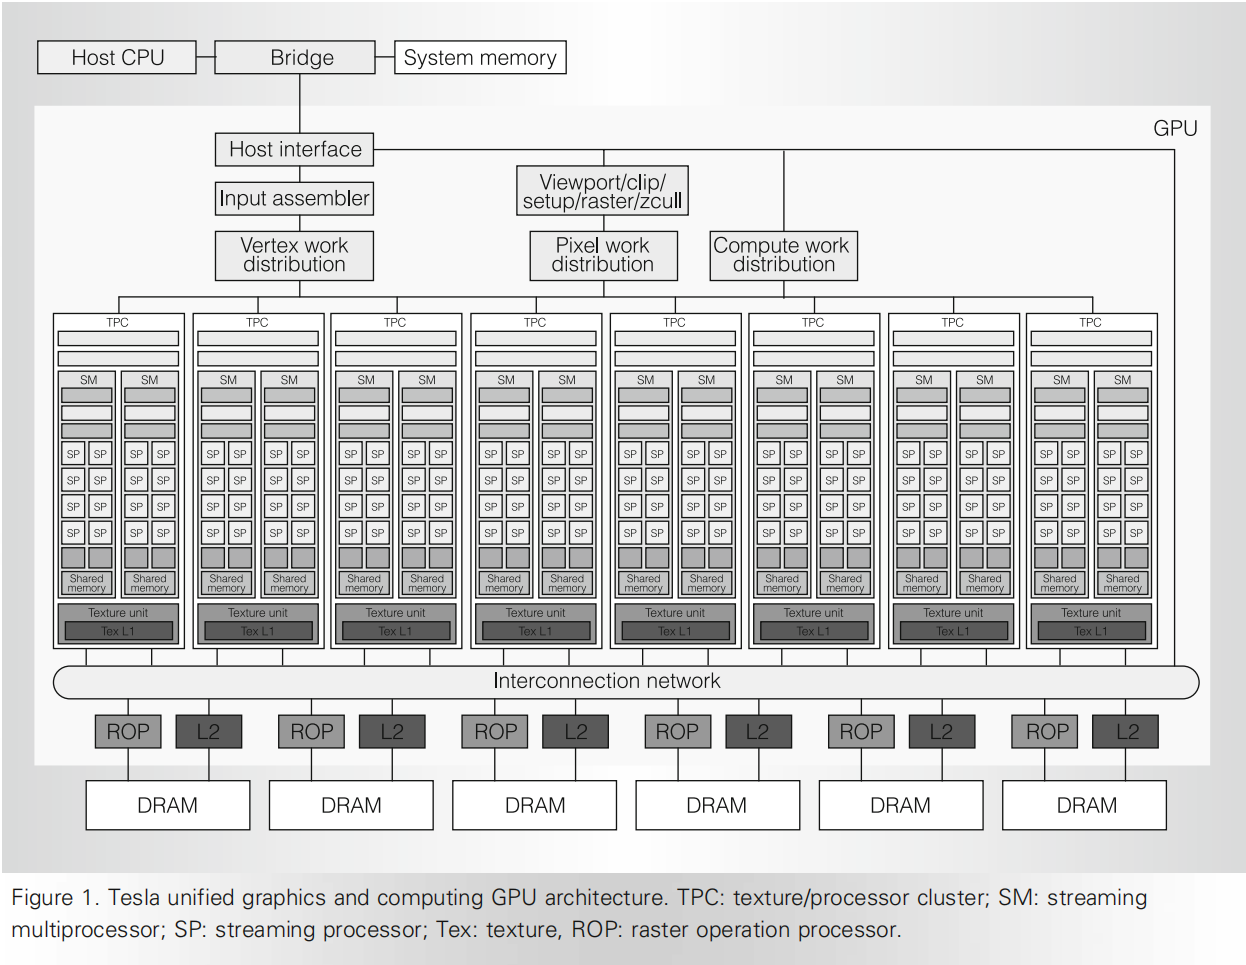 Host CPU
Bridge
System memory
GPU
Host interface
Input assembler
Viewport/clip/
setup/raster/zcull
Vertex work
distribution
Pixel work
distribution
Compute work
distribution
TPC TPC TPC TPC TPC TPC TPC TPC
SM SM SM SM SM SM SM SM SM SM SM SM SM SM SM SM
SP SP SP SP SP SP SP SP SP SP SP SP SP SP SP SP SP SP SP SP SP SP SP SP SP SP SP SP SP SP SP SP
SP SP SP SP SP SP SP SP SP SP SP SP SP SP SP SP SP SP SP SP SP SP SP SP SP SP SP SP SP SP SP SP
SP SP SP SP SP SP SP SP SP SP SP SP SP SP SP SP SP SP SP SP SP SP SP SP SP SP SP SP SP SP SP SP
SP SP SP SP SP SP SP SP SP SP SP SP SP SP SP SP SP SP SP SP SP SP SP SP SP SP SP SP SP SP SP SP
Shared Shared Shared Shared Shared Shared Shared Shared Shared Shared Shared Shared Shared Shared Shared Shared
memory memory memory memory memory memory memory memory memory memory memory memory memory memory memory memory
Texture unit Texture unit Texture unit Texture unit Texture unit Texture unit Texture unit Texture unit
Tex L1 Tex L1 Tex L1 Tex L1 Tex L1 Tex L1 Tex L1 Tex L1
Interconnection network
ROP L2 ROP L2 ROP L2 ROP L2 ROP L2 ROP L2
DRAM DRAM DRAM DRAM DRAM DRAM
Figure 1. Tesla unified graphics and computing GPU architecture. TPC: texture/processor cluster; SM: streaming
multiprocessor; SP: streaming processor; Tex: texture, ROP: raster operation processor.